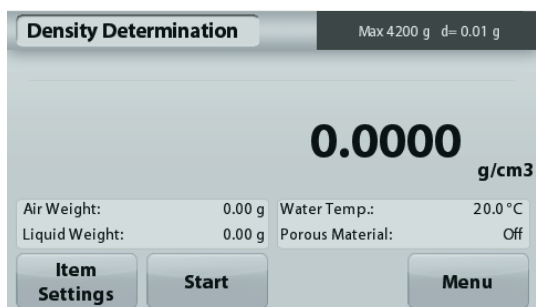 Density Determination
Max 4200 g d= 0.01 g
0.0000
g/cm3
Air Weight: 0.00 g
Liquid Weight: 0.00 g
Water Temp.: 20.0 °C
Porous Material: Off
Item
Settings
Start
Menu